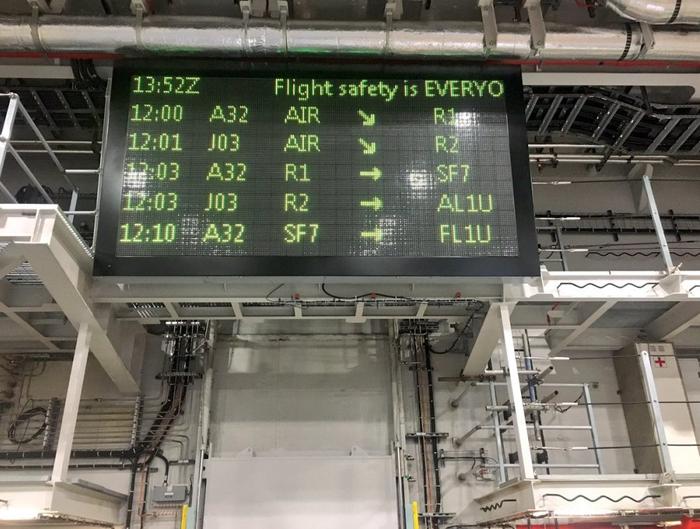 13:52Z Flight safety is EVERYO
12:00 A32 AIR ↘ R1
12:01 J03 AIR ↘ R2
12:03 A32 R1 → SF7
12:03 J03 R2 → AL1U
12:10 A32 SF7 → FL1U